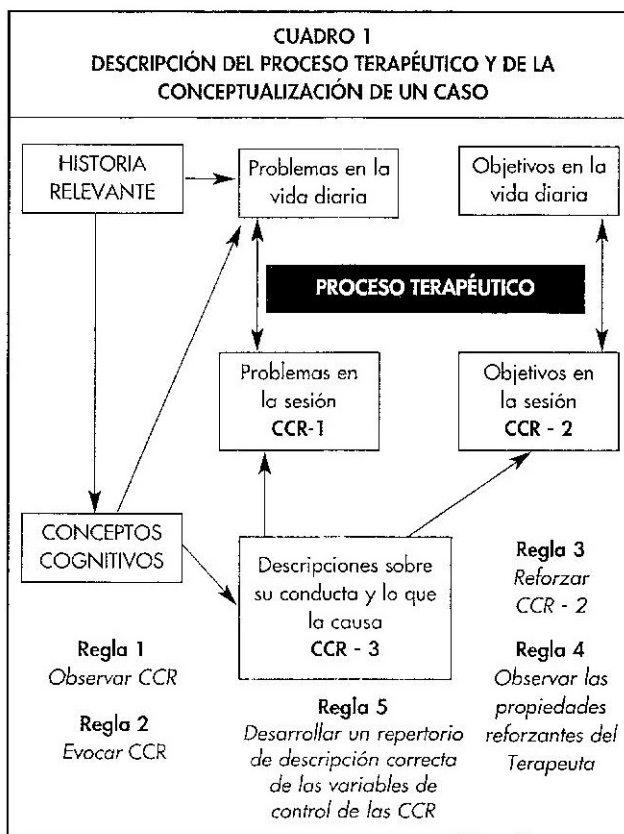 CUADRO 1
DESCRIPCIÓN DEL PROCESO TERAPÉUTICO Y DE LA
CONCEPTUALIZACIÓN DE UN CASO
HISTORIA
RELEVANTE
Problemas en la
vida diaria
Objetivos en la
vida diaria
PROCESO TERAPÉUTICO
Problemas en
la sesión
CCR-1
Objetivos en
la sesión
CCR - 2
CONCEPTOS
COGNITIVOS
Descripciones sobre
su conducta y lo que
la causa
CCR - 3
Regla 1
Observar CCR
Regla 2
Evocar CCR
Regla 3
Reforzar
CCR - 2
Regla 4
Observar las
propiedades
reforzantes del
Terapeuta
Regla 5
Desarrollar un repertorio
de descripción correcta
de las variables de
control de las CCR